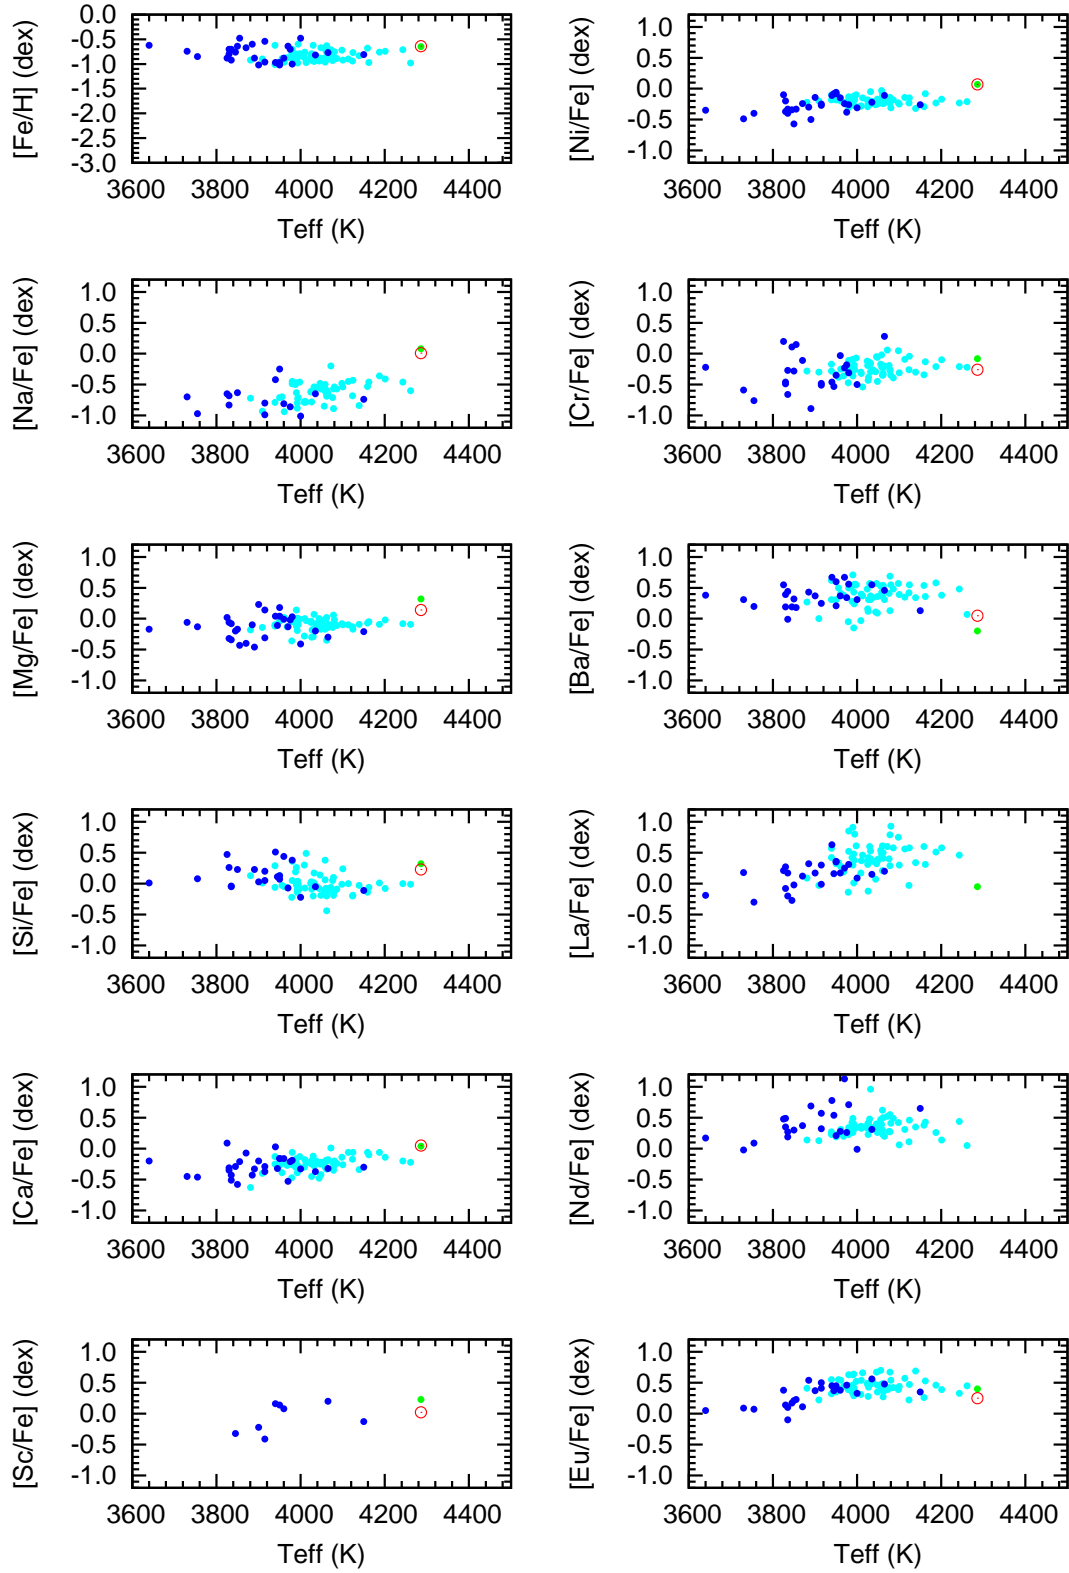 [Fe/H] (dex)
0.0
-0.5
-1.0
-1.5
-2.0
-2.5
-3.0
3600 3800 4000 4200 4400
Teff (K)
[Ni/Fe] (dex)
1.0
0.5
0.0
-0.5
-1.0
3600 3800 4000 4200 4400
Teff (K)
[Na/Fe] (dex)
1.0
0.5
0.0
-0.5
-1.0
3600 3800 4000 4200 4400
Teff (K)
[Cr/Fe] (dex)
1.0
0.5
0.0
-0.5
-1.0
3600 3800 4000 4200 4400
Teff (K)
[Mg/Fe] (dex)
1.0
0.5
0.0
-0.5
-1.0
3600 3800 4000 4200 4400
Teff (K)
[Ba/Fe] (dex)
1.0
0.5
0.0
-0.5
-1.0
3600 3800 4000 4200 4400
Teff (K)
[Si/Fe] (dex)
1.0
0.5
0.0
-0.5
-1.0
3600 3800 4000 4200 4400
Teff (K)
[La/Fe] (dex)
1.0
0.5
0.0
-0.5
-1.0
3600 3800 4000 4200 4400
Teff (K)
[Ca/Fe] (dex)
1.0
0.5
0.0
-0.5
-1.0
3600 3800 4000 4200 4400
Teff (K)
[Nd/Fe] (dex)
1.0
0.5
0.0
-0.5
-1.0
3600 3800 4000 4200 4400
Teff (K)
[Sc/Fe] (dex)
1.0
0.5
0.0
-0.5
-1.0
3600 3800 4000 4200 4400
Teff (K)
[Eu/Fe] (dex)
1.0
0.5
0.0
-0.5
-1.0
3600 3800 4000 4200 4400
Teff (K)